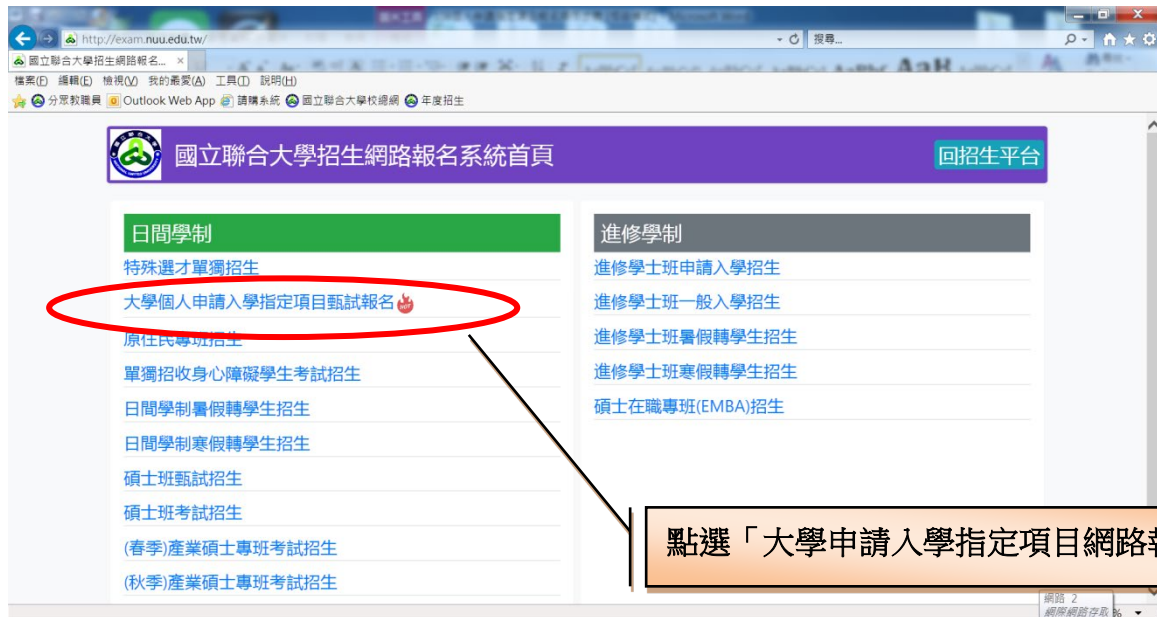 http://exam.nuu.edu.tw/
搜尋...
國立聯合大學招生網路報名...
檔案(F) 編輯(E) 檢視(V) 我的最愛(A) 工具(T) 說明(H)
分眾教職員 Outlook Web App 請購系統 國立聯合大學校總網 年度招生
國立聯合大學招生網路報名系統首頁
回招生平台
日間學制
特殊選才單獨招生
大學個人申請入學指定項目甄試報名
原住民專班招生
單獨招收身心障礙學生考試招生
日間學制暑假轉學生招生
日間學制寒假轉學生招生
碩士班甄試招生
碩士班考試招生
(春季)產業碩士專班考試招生
(秋季)產業碩士專班考試招生
進修學制
進修學士班申請入學招生
進修學士班一般入學招生
進修學士班暑假轉學生招生
進修學士班寒假轉學生招生
碩士在職專班(EMBA)招生
點選「大學申請入學指定項目網路
網路 2
網際網路存取